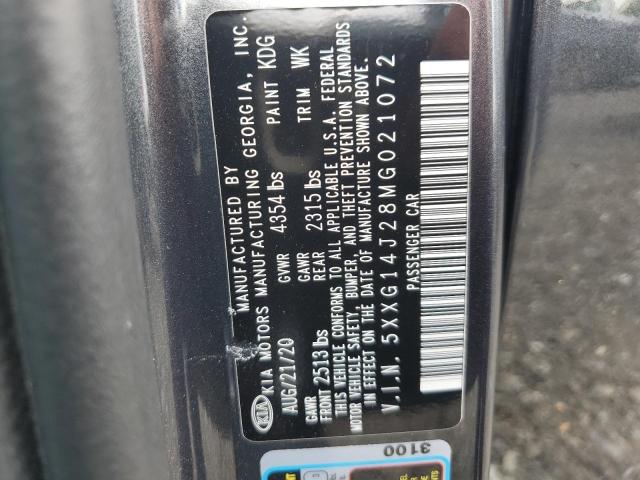 MANUFACTURED BY
KIA KIA MOTORS MANUFACTURING GEORGIA, INC.
AUG/21/20 GVWR 4354 lbs PAINT KDG
GAWR GAWR
FRONT 2513 lbs REAR 2315 lbs TRIM WK
THIS VEHICLE CONFORMS TO ALL APPLICABLE U.S.A. FEDERAL
MOTOR VEHICLE SAFETY, BUMPER, AND THEFT PREVENTION STANDARDS
IN EFFECT ON THE DATE OF MANUFACTURE SHOWN ABOVE.
V.I.N. 5XXG14J28MG021072
PASSENGER CAR
3100